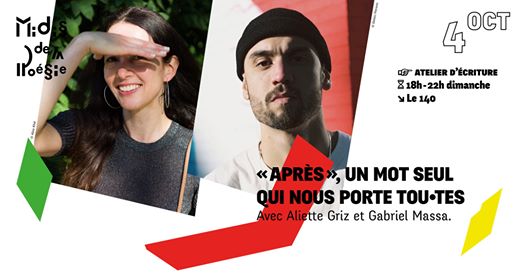 Midis
de la
Poésie
4 OCT
ATELIER D'ÉCRITURE
18h-22h dimanche
Le 140
«APRÈS», UN MOT SEUL
QUI NOUS PORTE TOU•TES
Avec Aliette Griz et Gabriel Massa.